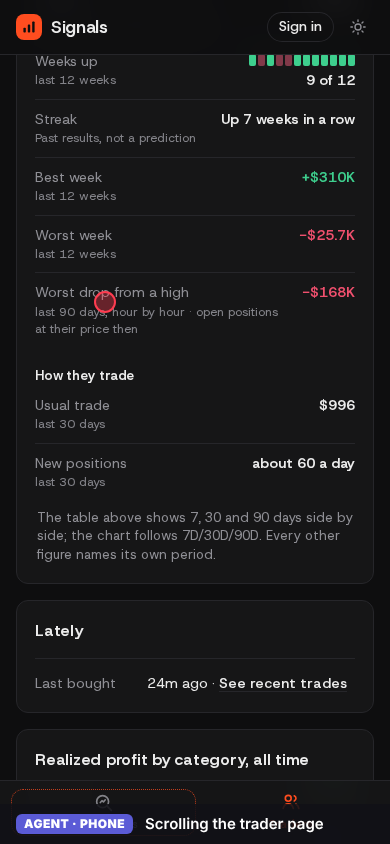 Signals
Sign in
Weeks up
last 12 weeks
9 of 12
Streak
Up 7 weeks in a row
Past results, not a prediction
Best week
+$310K
last 12 weeks
Worst week
−$25.7K
last 12 weeks
Worst drop from a high
−$168K
last 90 days, hour by hour · open positions
at their price then
How they trade
Usual trade
$996
last 30 days
New positions
about 60 a day
last 30 days
The table above shows 7, 30 and 90 days side by
side; the chart follows 7D/30D/90D. Every other
figure names its own period.
Lately
Last bought
24m ago · See recent trades
Realized profit by category, all time
AGENT · PHONE
Scrolling the trader page